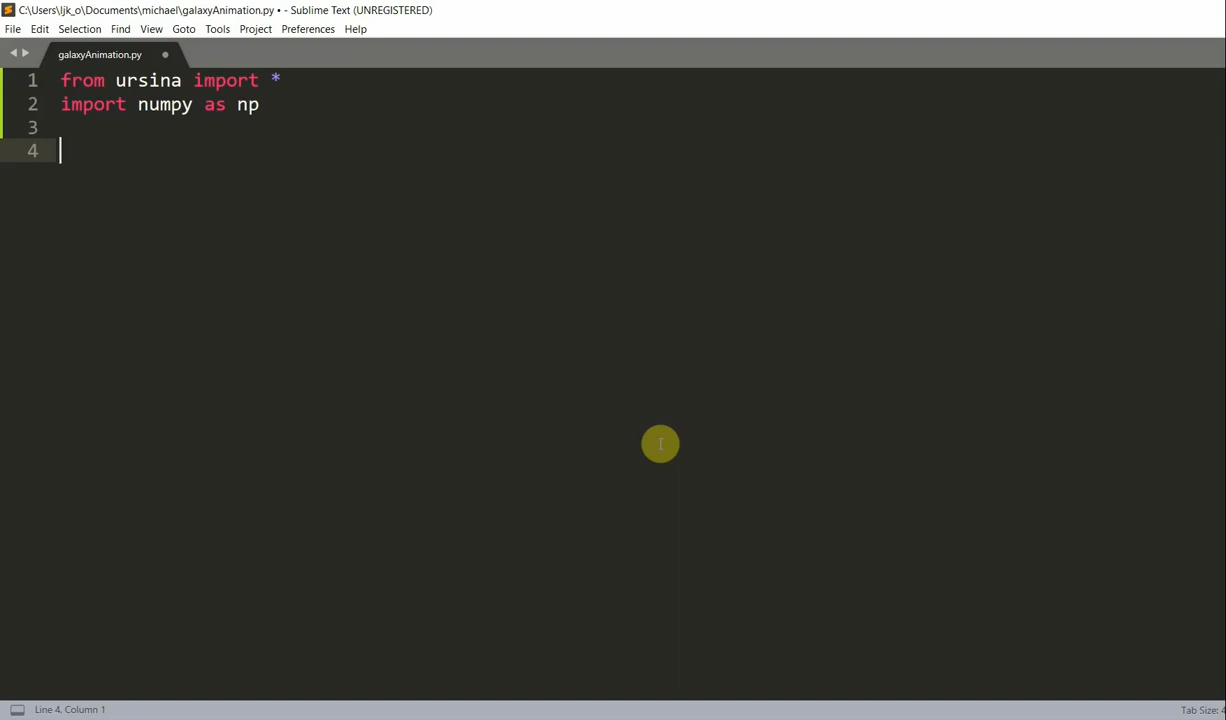 C:\Users\ljk_o\Documents\michael\galaxyAnimation.py • - Sublime Text (UNREGISTERED)
File Edit Selection Find View Goto Tools Project Preferences Help
galaxyAnimation.py
1 from ursina import *
2 import numpy as np
3
4
Line 4, Column 1
Tab Size: 4